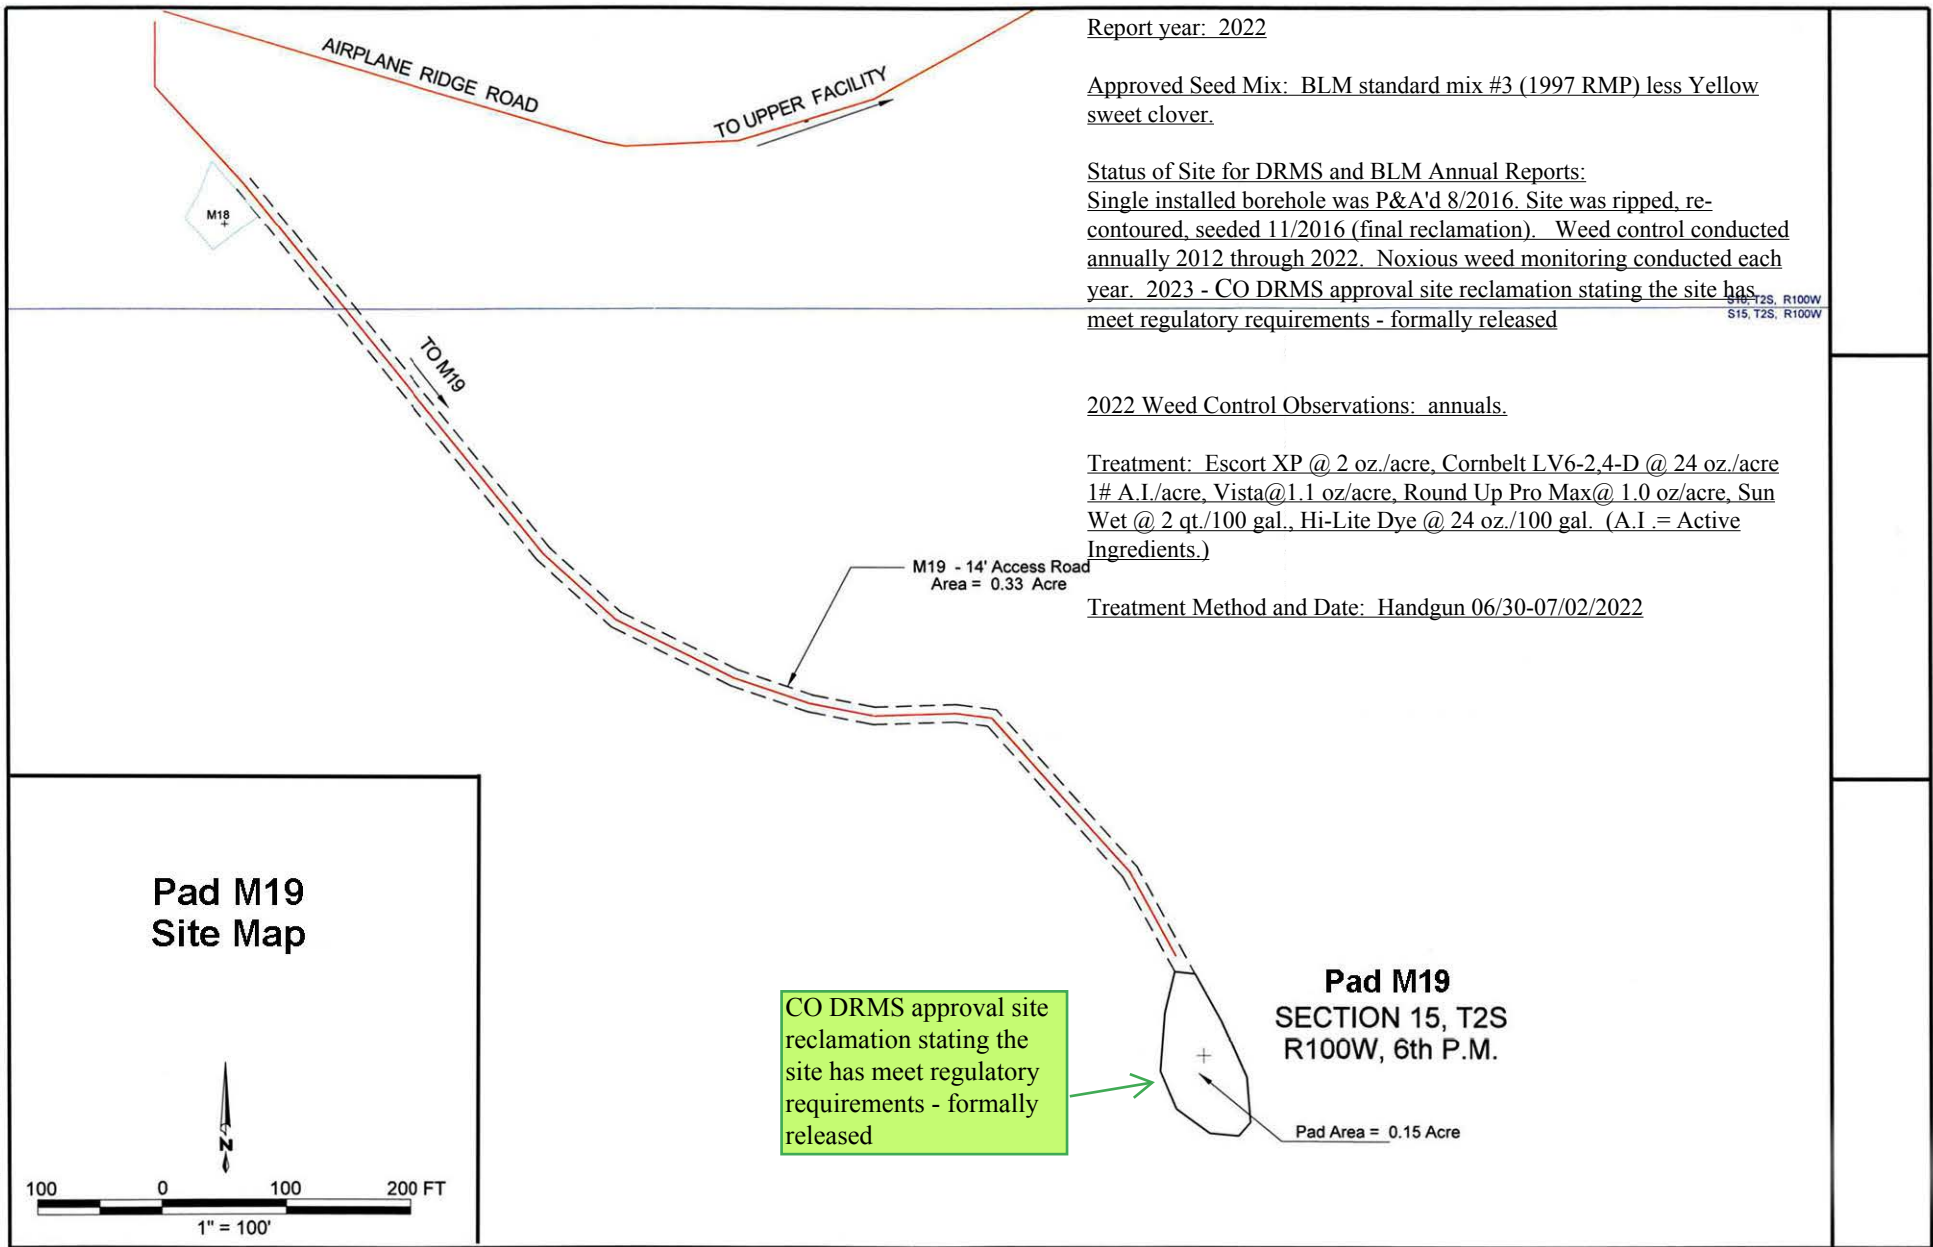 Report year: 2022
Approved Seed Mix: BLM standard mix #3 (1997 RMP) less Yellow
sweet clover.
Status of Site for DRMS and BLM Annual Reports:
Single installed borehole was P&A'd 8/2016. Site was ripped, re-
contoured, seeded 11/2016 (final reclamation). Weed control conducted
annually 2012 through 2022. Noxious weed monitoring conducted each
year. 2023 - CO DRMS approval site reclamation stating the site has
meet regulatory requirements - formally released
2022 Weed Control Observations: annuals.
Treatment: Escort XP @ 2 oz./acre, Cornbelt LV6-2,4-D @ 24 oz./acre
1# A.I./acre, Vista@1.1 oz/acre, Round Up Pro Max@ 1.0 oz/acre, Sun
Wet @ 2 qt./100 gal., Hi-Lite Dye @ 24 oz./100 gal. (A.I .= Active
Ingredients.)
Treatment Method and Date: Handgun 06/30-07/02/2022
AIRPLANE RIDGE ROAD
TO UPPER FACILITY
M18
S10, T2S, R100W
S15, T2S, R100W
TO M19
M19 - 14' Access Road
Area = 0.33 Acre
Pad M19
SECTION 15, T2S
R100W, 6th P.M.
Pad Area = 0.15 Acre
CO DRMS approval site
reclamation stating the
site has meet regulatory
requirements - formally
released
Pad M19
Site Map
N
100 0 100 200 FT
1" = 100'